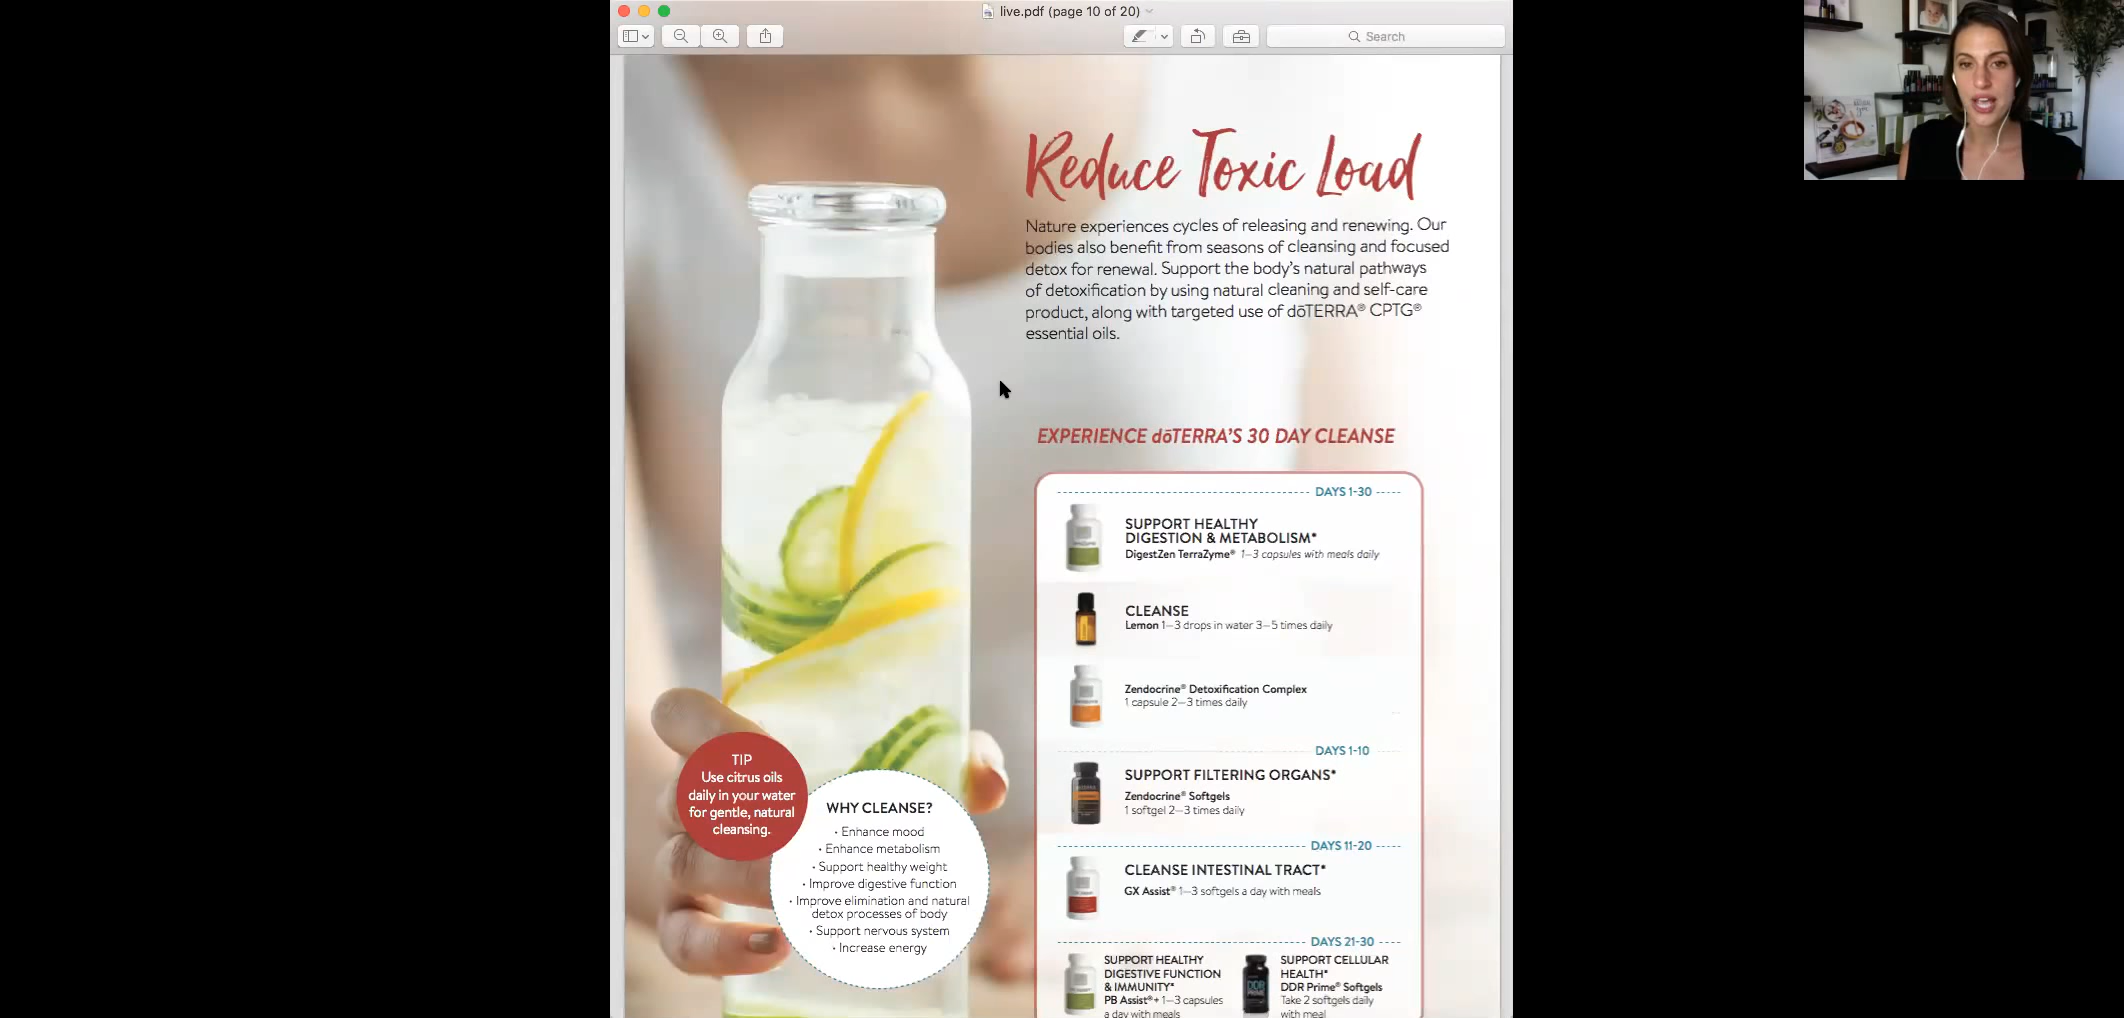 live.pdf (page 10 of 20)
Search
Reduce Toxic Load
Nature experiences cycles of releasing and renewing. Our
bodies also benefit from seasons of cleansing and focused
detox for renewal. Support the body's natural pathways
of detoxification by using natural cleaning and self-care
product, along with targeted use of dōTERRA® CPTG®
essential oils.
EXPERIENCE dōTERRA'S 30 DAY CLEANSE
DAYS 1-30
SUPPORT HEALTHY
DIGESTION & METABOLISM*
DigestZen TerraZyme® 1–3 capsules with meals daily
CLEANSE
Lemon 1–3 drops in water 3–5 times daily
Zendocrine® Detoxification Complex
1 capsule 2–3 times daily
DAYS 1-10
SUPPORT FILTERING ORGANS*
Zendocrine® Softgels
1 softgel 2–3 times daily
DAYS 11-20
CLEANSE INTESTINAL TRACT*
GX Assist® 1–3 softgels a day with meals
DAYS 21-30
SUPPORT HEALTHY
DIGESTIVE FUNCTION
& IMMUNITY*
PB Assist®+ 1–3 capsules
a day with meals
SUPPORT CELLULAR
HEALTH*
DDR Prime® Softgels
Take 2 softgels daily
with meal
TIP
Use citrus oils
daily in your water
for gentle, natural
cleansing.
WHY CLEANSE?
• Enhance mood
• Enhance metabolism
• Support healthy weight
• Improve digestive function
• Improve elimination and natural
detox processes of body
• Support nervous system
• Increase energy